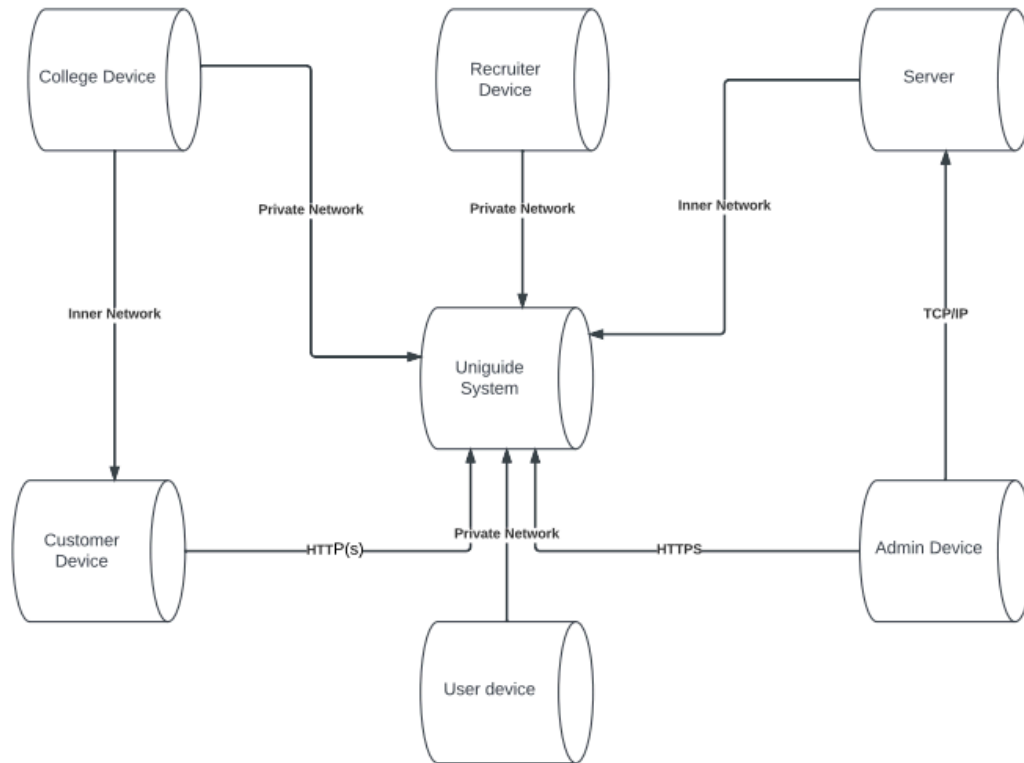 College Device
Recruiter
Device
Server
Private Network
Private Network
Inner Network
Inner Network
TCP/IP
Uniguide
System
Customer
Device
HTTP(s)
Private Network
HTTPS
Admin Device
User device